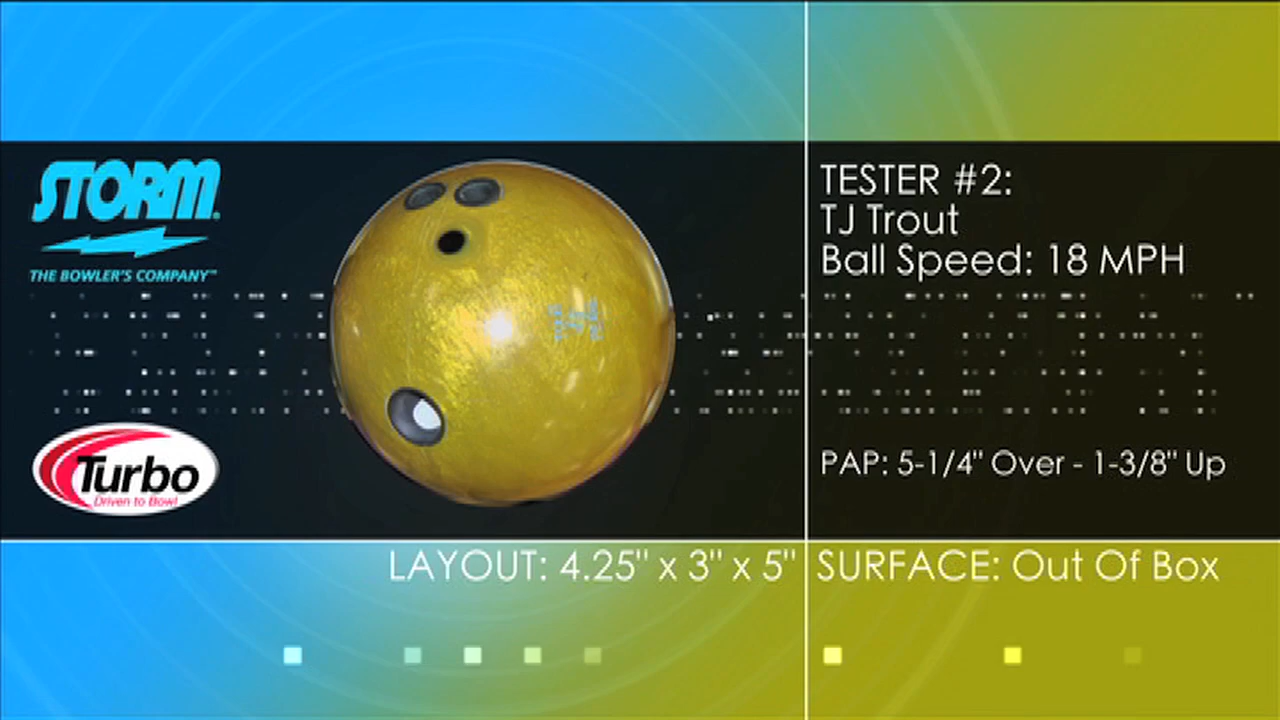 STORM
THE BOWLER'S COMPANY™
Turbo
Driven to Bowl
TESTER #2:
TJ Trout
Ball Speed: 18 MPH
PAP: 5-1/4" Over - 1-3/8" Up
LAYOUT: 4.25" x 3" x 5"
SURFACE: Out Of Box